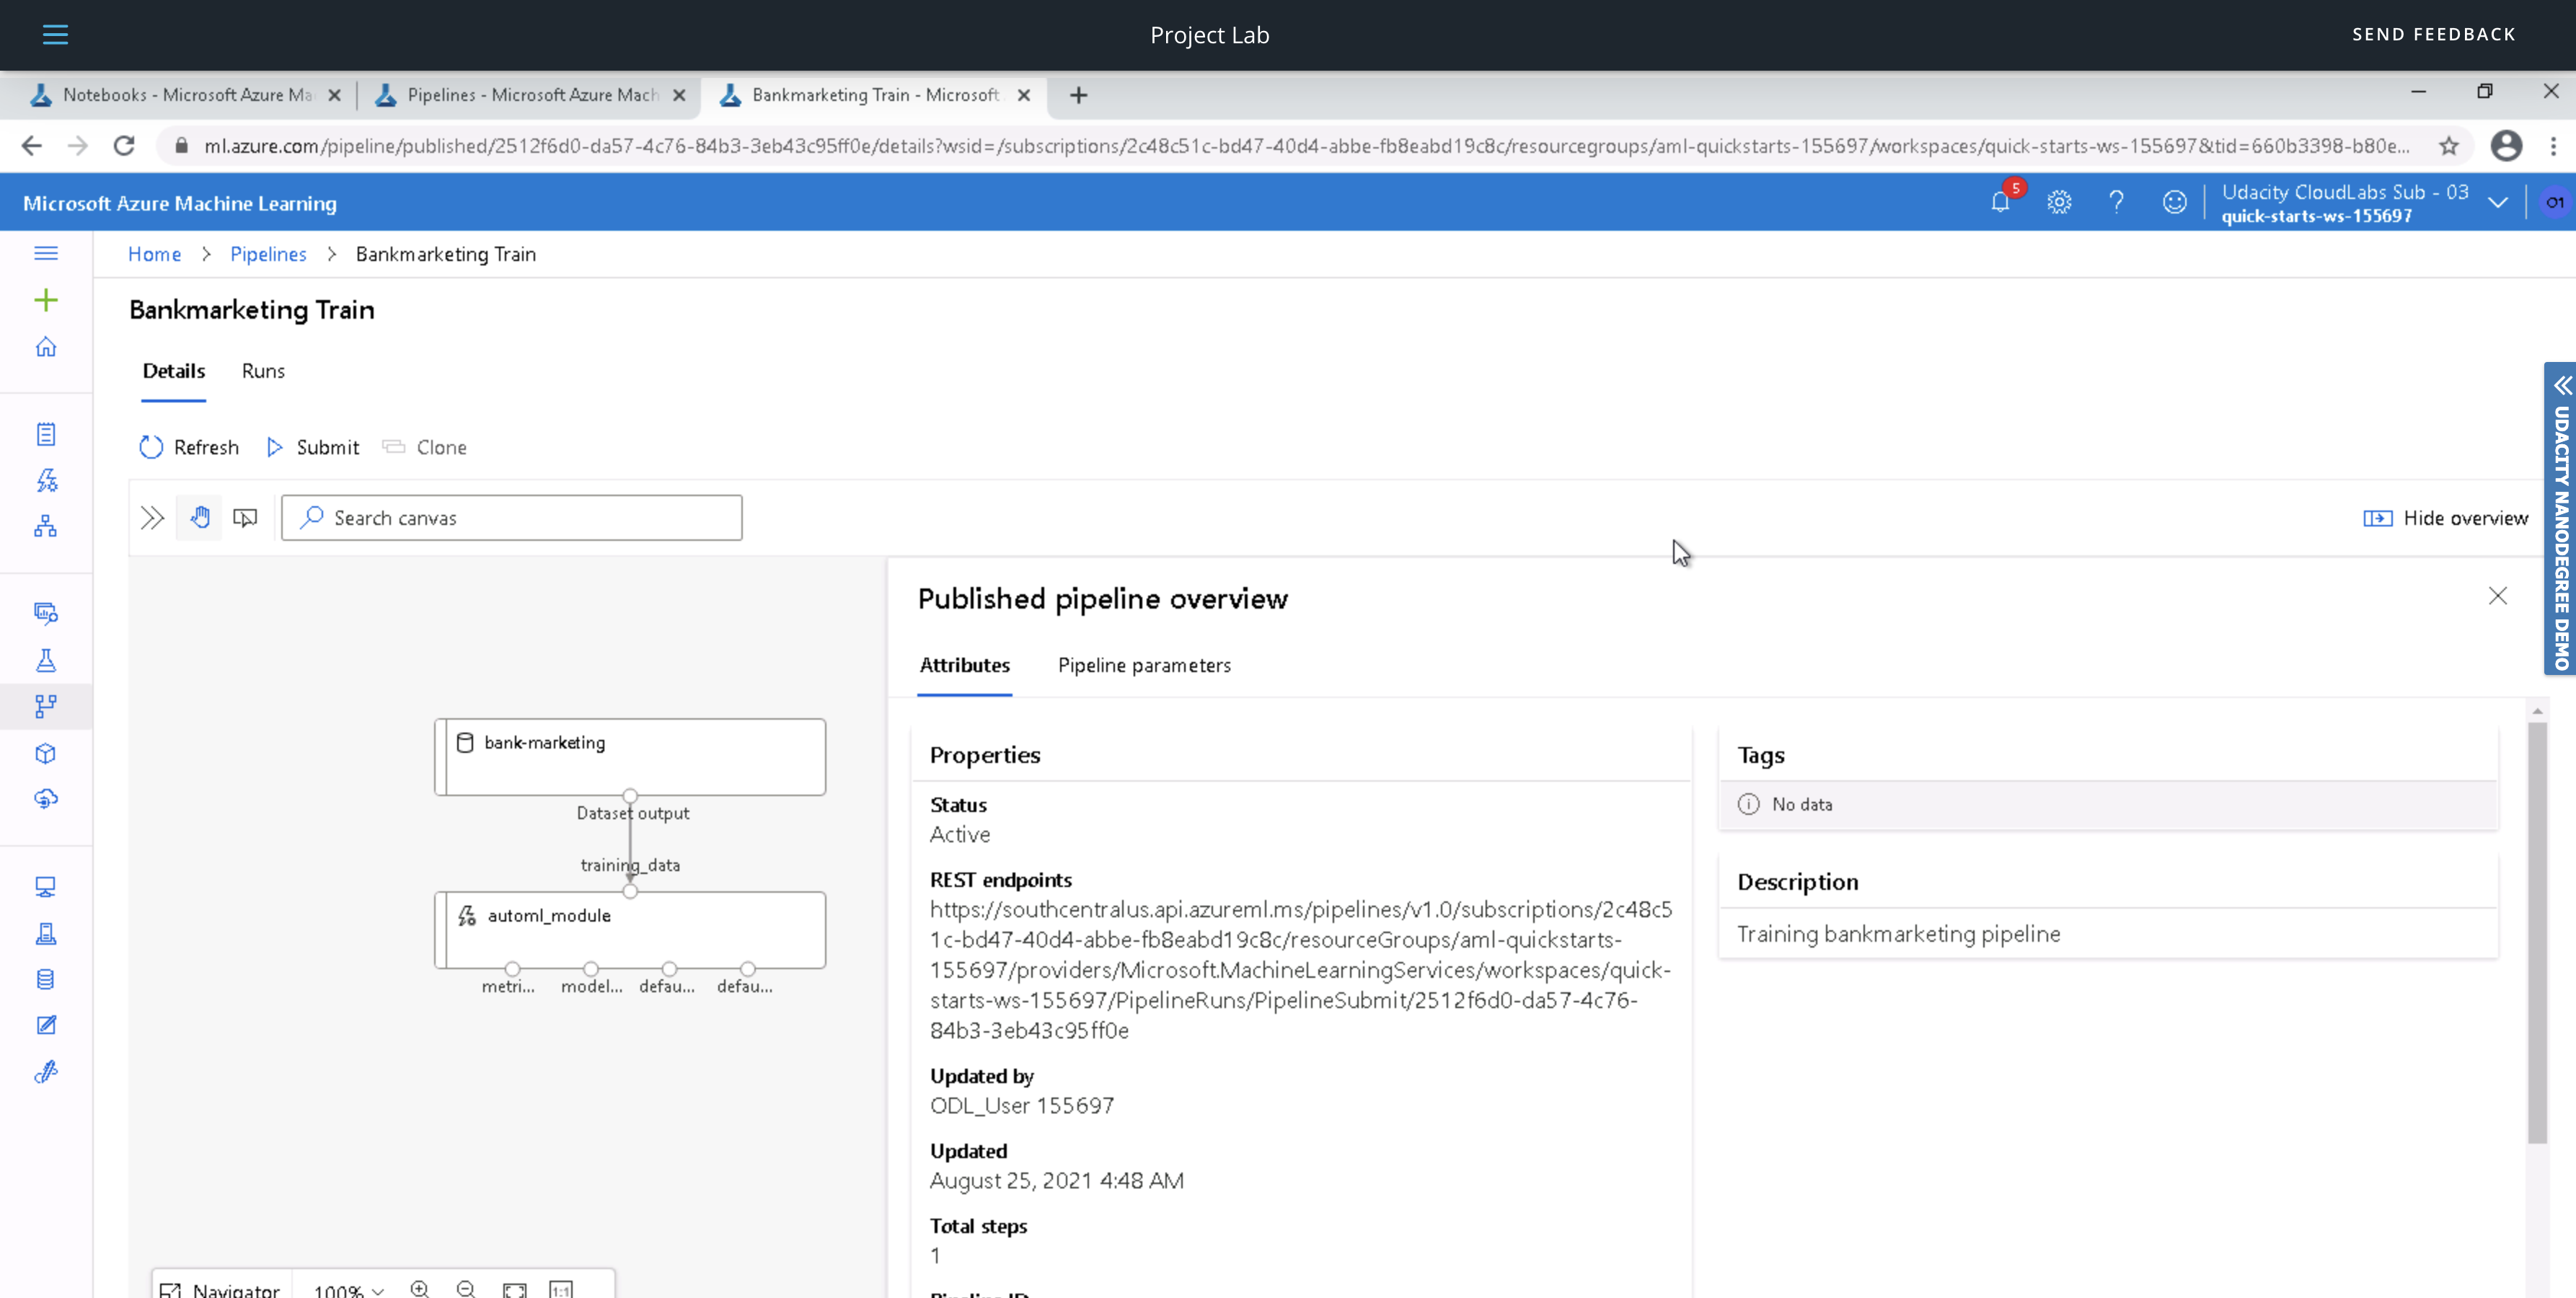 Project Lab
SEND FEEDBACK
Notebooks - Microsoft Azure Ma
Pipelines - Microsoft Azure Mach
Bankmarketing Train - Microsoft
ml.azure.com/pipeline/published/2512f6d0-da57-4c76-84b3-3eb43c95ff0e/details?wsid=/subscriptions/2c48c51c-bd47-40d4-abbe-fb8eabd19c8c/resourcegroups/aml-quickstarts-155697/workspaces/quick-starts-ws-155697&tid=660b3398-b80e...
Microsoft Azure Machine Learning
5
Udacity CloudLabs Sub - 03
quick-starts-ws-155697
O1
Home > Pipelines > Bankmarketing Train
Bankmarketing Train
Details Runs
Refresh Submit Clone
Search canvas
Hide overview
UDACITY NANODEGREE DEMO
bank-marketing
Dataset output
training_data
automl_module
metri... model... defau... defau...
Navigator 100% 1:1
Published pipeline overview
Attributes Pipeline parameters
Properties
Status
Active
REST endpoints
https://southcentralus.api.azureml.ms/pipelines/v1.0/subscriptions/2c48c5
1c-bd47-40d4-abbe-fb8eabd19c8c/resourceGroups/aml-quickstarts-
155697/providers/Microsoft.MachineLearningServices/workspaces/quick-
starts-ws-155697/PipelineRuns/PipelineSubmit/2512f6d0-da57-4c76-
84b3-3eb43c95ff0e
Updated by
ODL_User 155697
Updated
August 25, 2021 4:48 AM
Total steps
1
Pipeline ID
Tags
No data
Description
Training bankmarketing pipeline